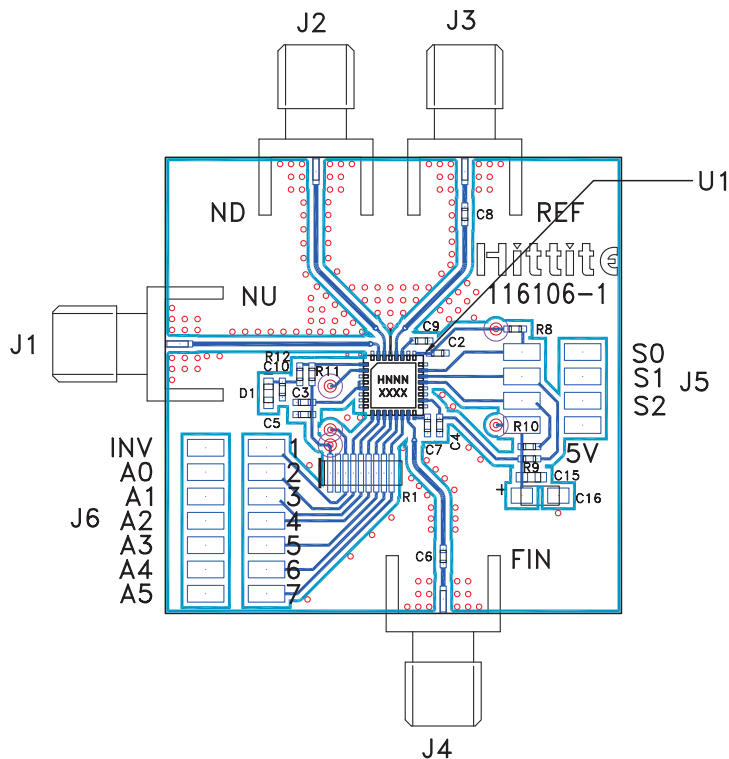 J2
J3
U1
ND
C8
REF
Hittite
116106-1
NU
J1
C9
C2
R8
R12
C10
R11
HNNN
XXXX
S0
S1
S2
J5
D1
C3
C5
C7
C4
R10
5V
R9
C15
+
C16
INV 1
A0 2
A1 3
A2 4
A3 5
A4 6
A5 7
J6
R1
C6
FIN
J4